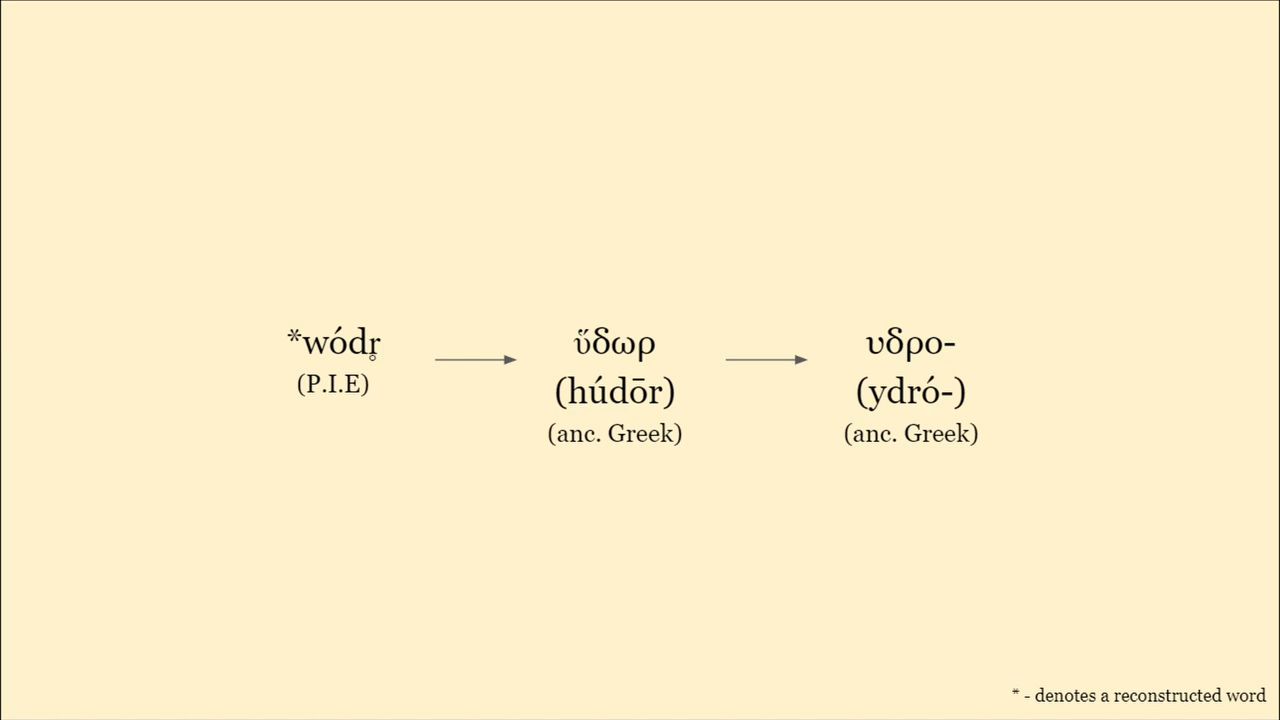 *wódr̥
(P.I.E)
ὕδωρ
(húdōr)
(anc. Greek)
υδρο-
(ydró-)
(anc. Greek)
* - denotes a reconstructed word